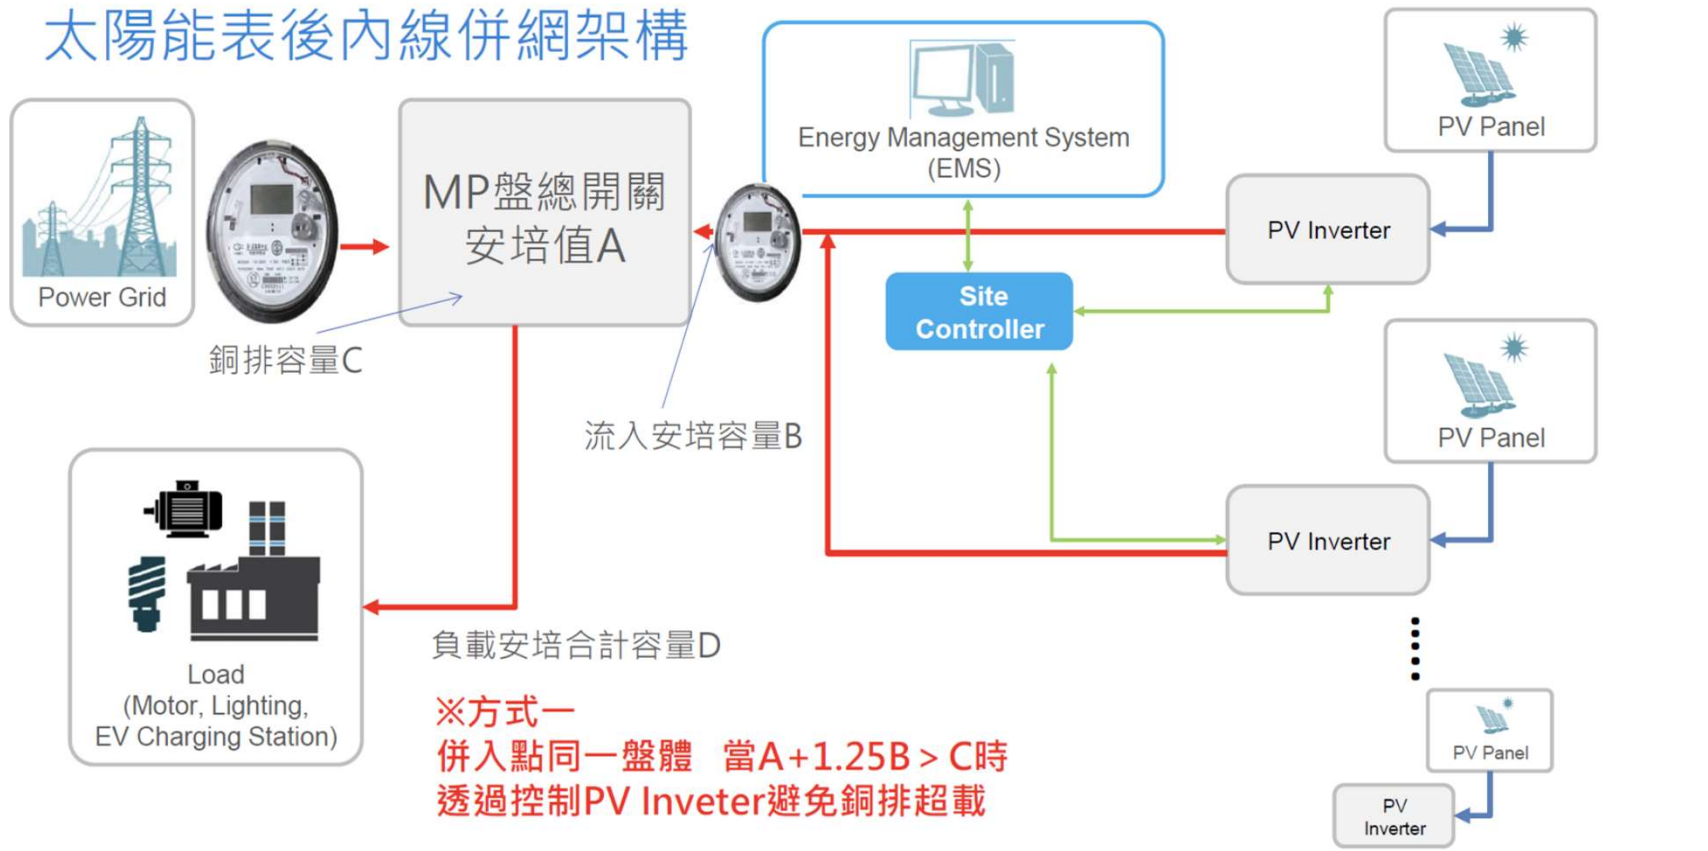 太陽能表後內線併網架構
Power Grid
MP盤總開關
安培值A
銅排容量C
Energy Management System
(EMS)
Site
Controller
流入安培容量B
PV Panel
PV Inverter
PV Panel
PV Inverter
PV Panel
PV
Inverter
Load
(Motor, Lighting,
EV Charging Station)
負載安培合計容量D
※方式一
併入點同一盤體 當A+1.25B > C時
透過控制PV Inveter避免銅排超載